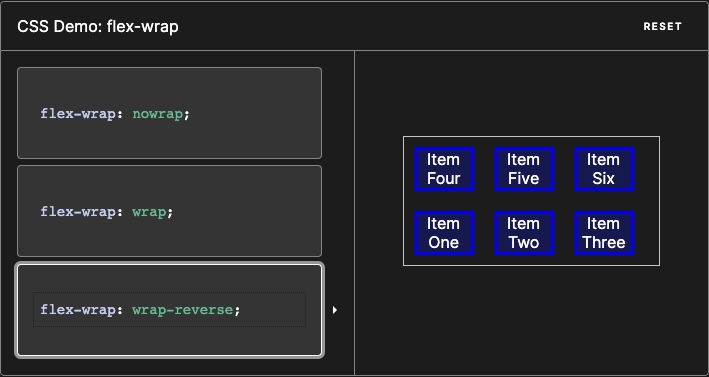 CSS Demo: flex-wrap
RESET
flex-wrap: nowrap;
flex-wrap: wrap;
flex-wrap: wrap-reverse;
Item Four
Item Five
Item Six
Item One
Item Two
Item Three